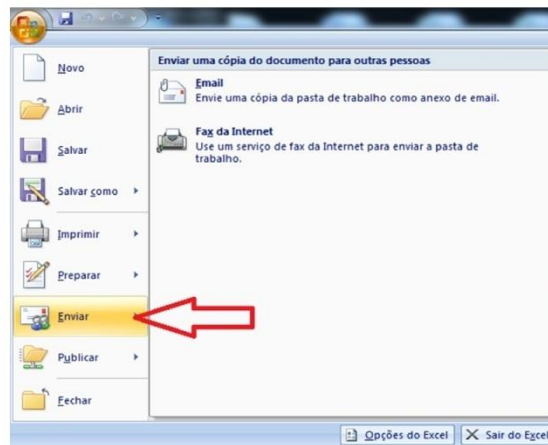 Novo
Abrir
Salvar
Salvar como
Imprimir
Preparar
Enviar
Publicar
Fechar
Enviar uma cópia do documento para outras pessoas
Email
Envie uma cópia da pasta de trabalho como anexo de email.
Fax da Internet
Use um serviço de fax da Internet para enviar a pasta de
trabalho.
Opções do Excel
Sair do Excel